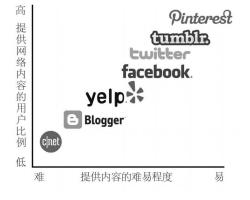 高
提供网络内容的用户比例
低
Pinterest
tumblr.
twitter
facebook
yelp
Blogger
c|net
难 提供内容的难易程度 易